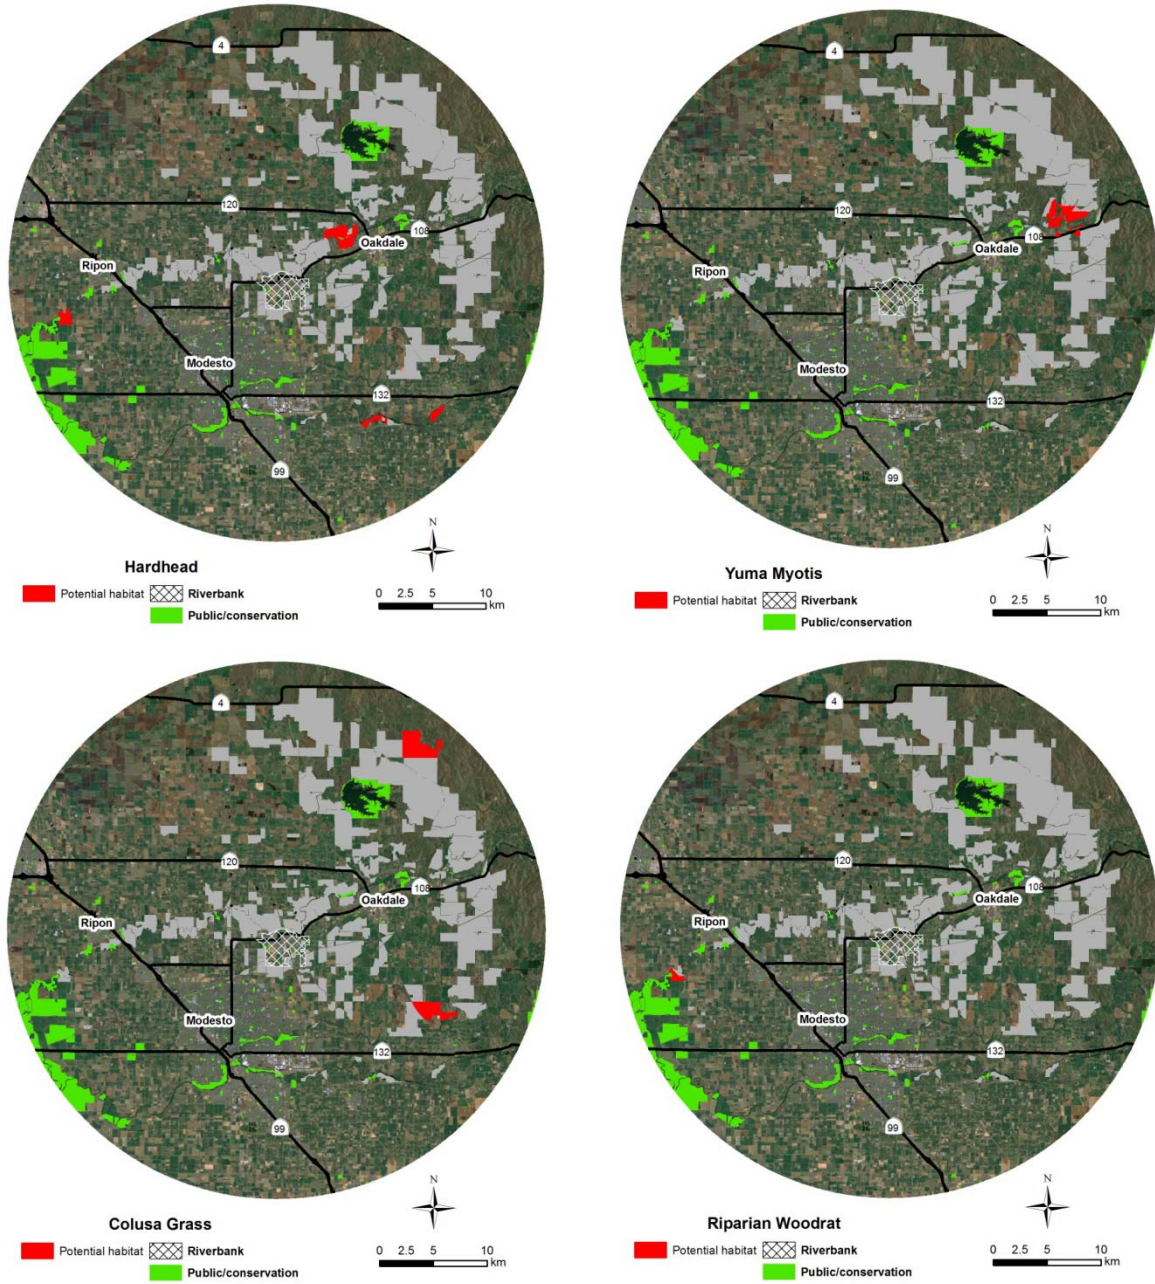 4
120
108
Oakdale
Ripon
Modesto
132
99
N
Hardhead
Potential habitat Riverbank
Public/conservation
0 2.5 5 10
km
4
120
108
Oakdale
Ripon
Modesto
132
99
N
Yuma Myotis
Potential habitat Riverbank
Public/conservation
0 2.5 5 10
km
4
120
108
Oakdale
Ripon
Modesto
132
99
N
Colusa Grass
Potential habitat Riverbank
Public/conservation
0 2.5 5 10
km
4
120
108
Oakdale
Ripon
Modesto
132
99
N
Riparian Woodrat
Potential habitat Riverbank
Public/conservation
0 2.5 5 10
km